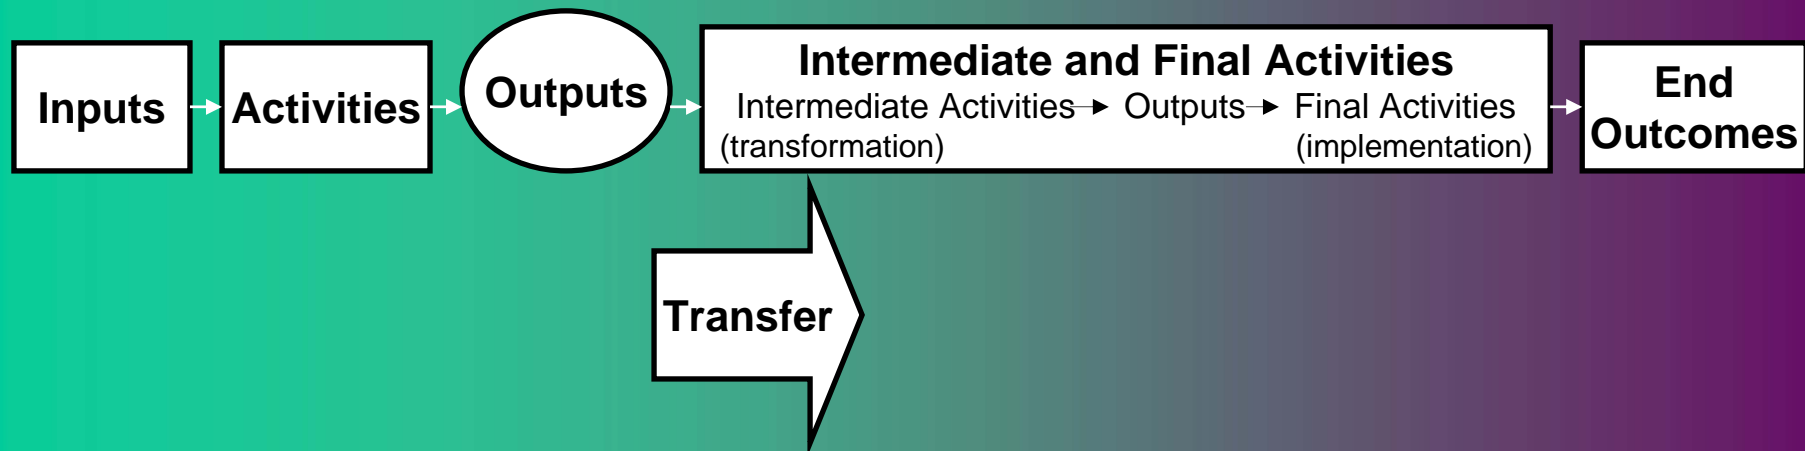 Inputs
Activities
Outputs
Intermediate and Final Activities
Intermediate Activities Outputs Final Activities
(transformation) (implementation)
End
Outcomes
Transfer